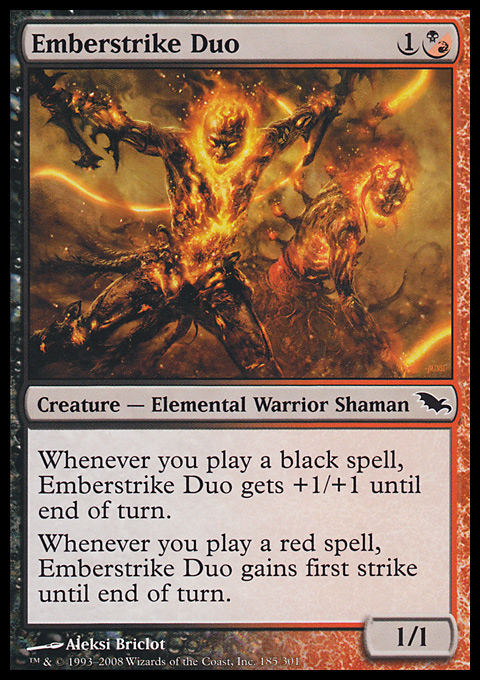 Emberstrike Duo 1
Creature — Elemental Warrior Shaman
Whenever you play a black spell,
Emberstrike Duo gets +1/+1 until
end of turn.
Whenever you play a red spell,
Emberstrike Duo gains first strike
until end of turn.
Aleksi Briclot
1/1
™ & © 1993–2008 Wizards of the Coast, Inc. 185/301